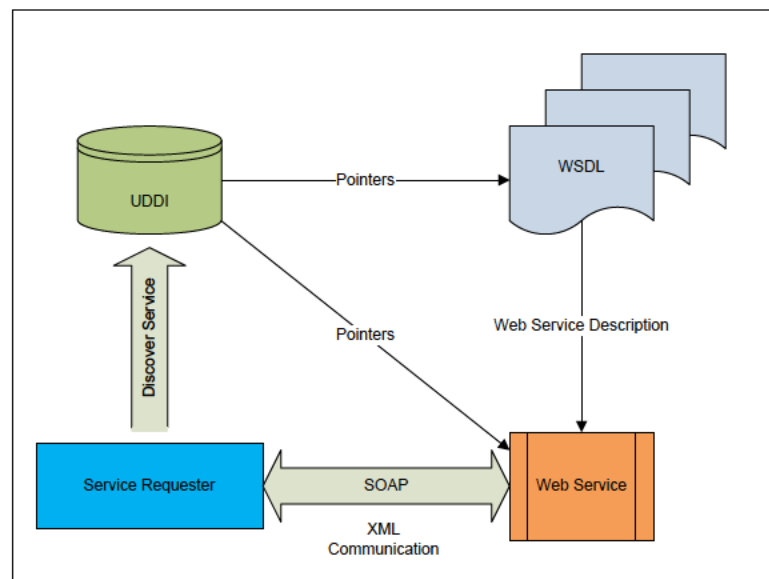 WSDL
UDDI
Pointers
Discover Service
Pointers
Web Service Description
Service Requester
SOAP
Web Service
XML
Communication